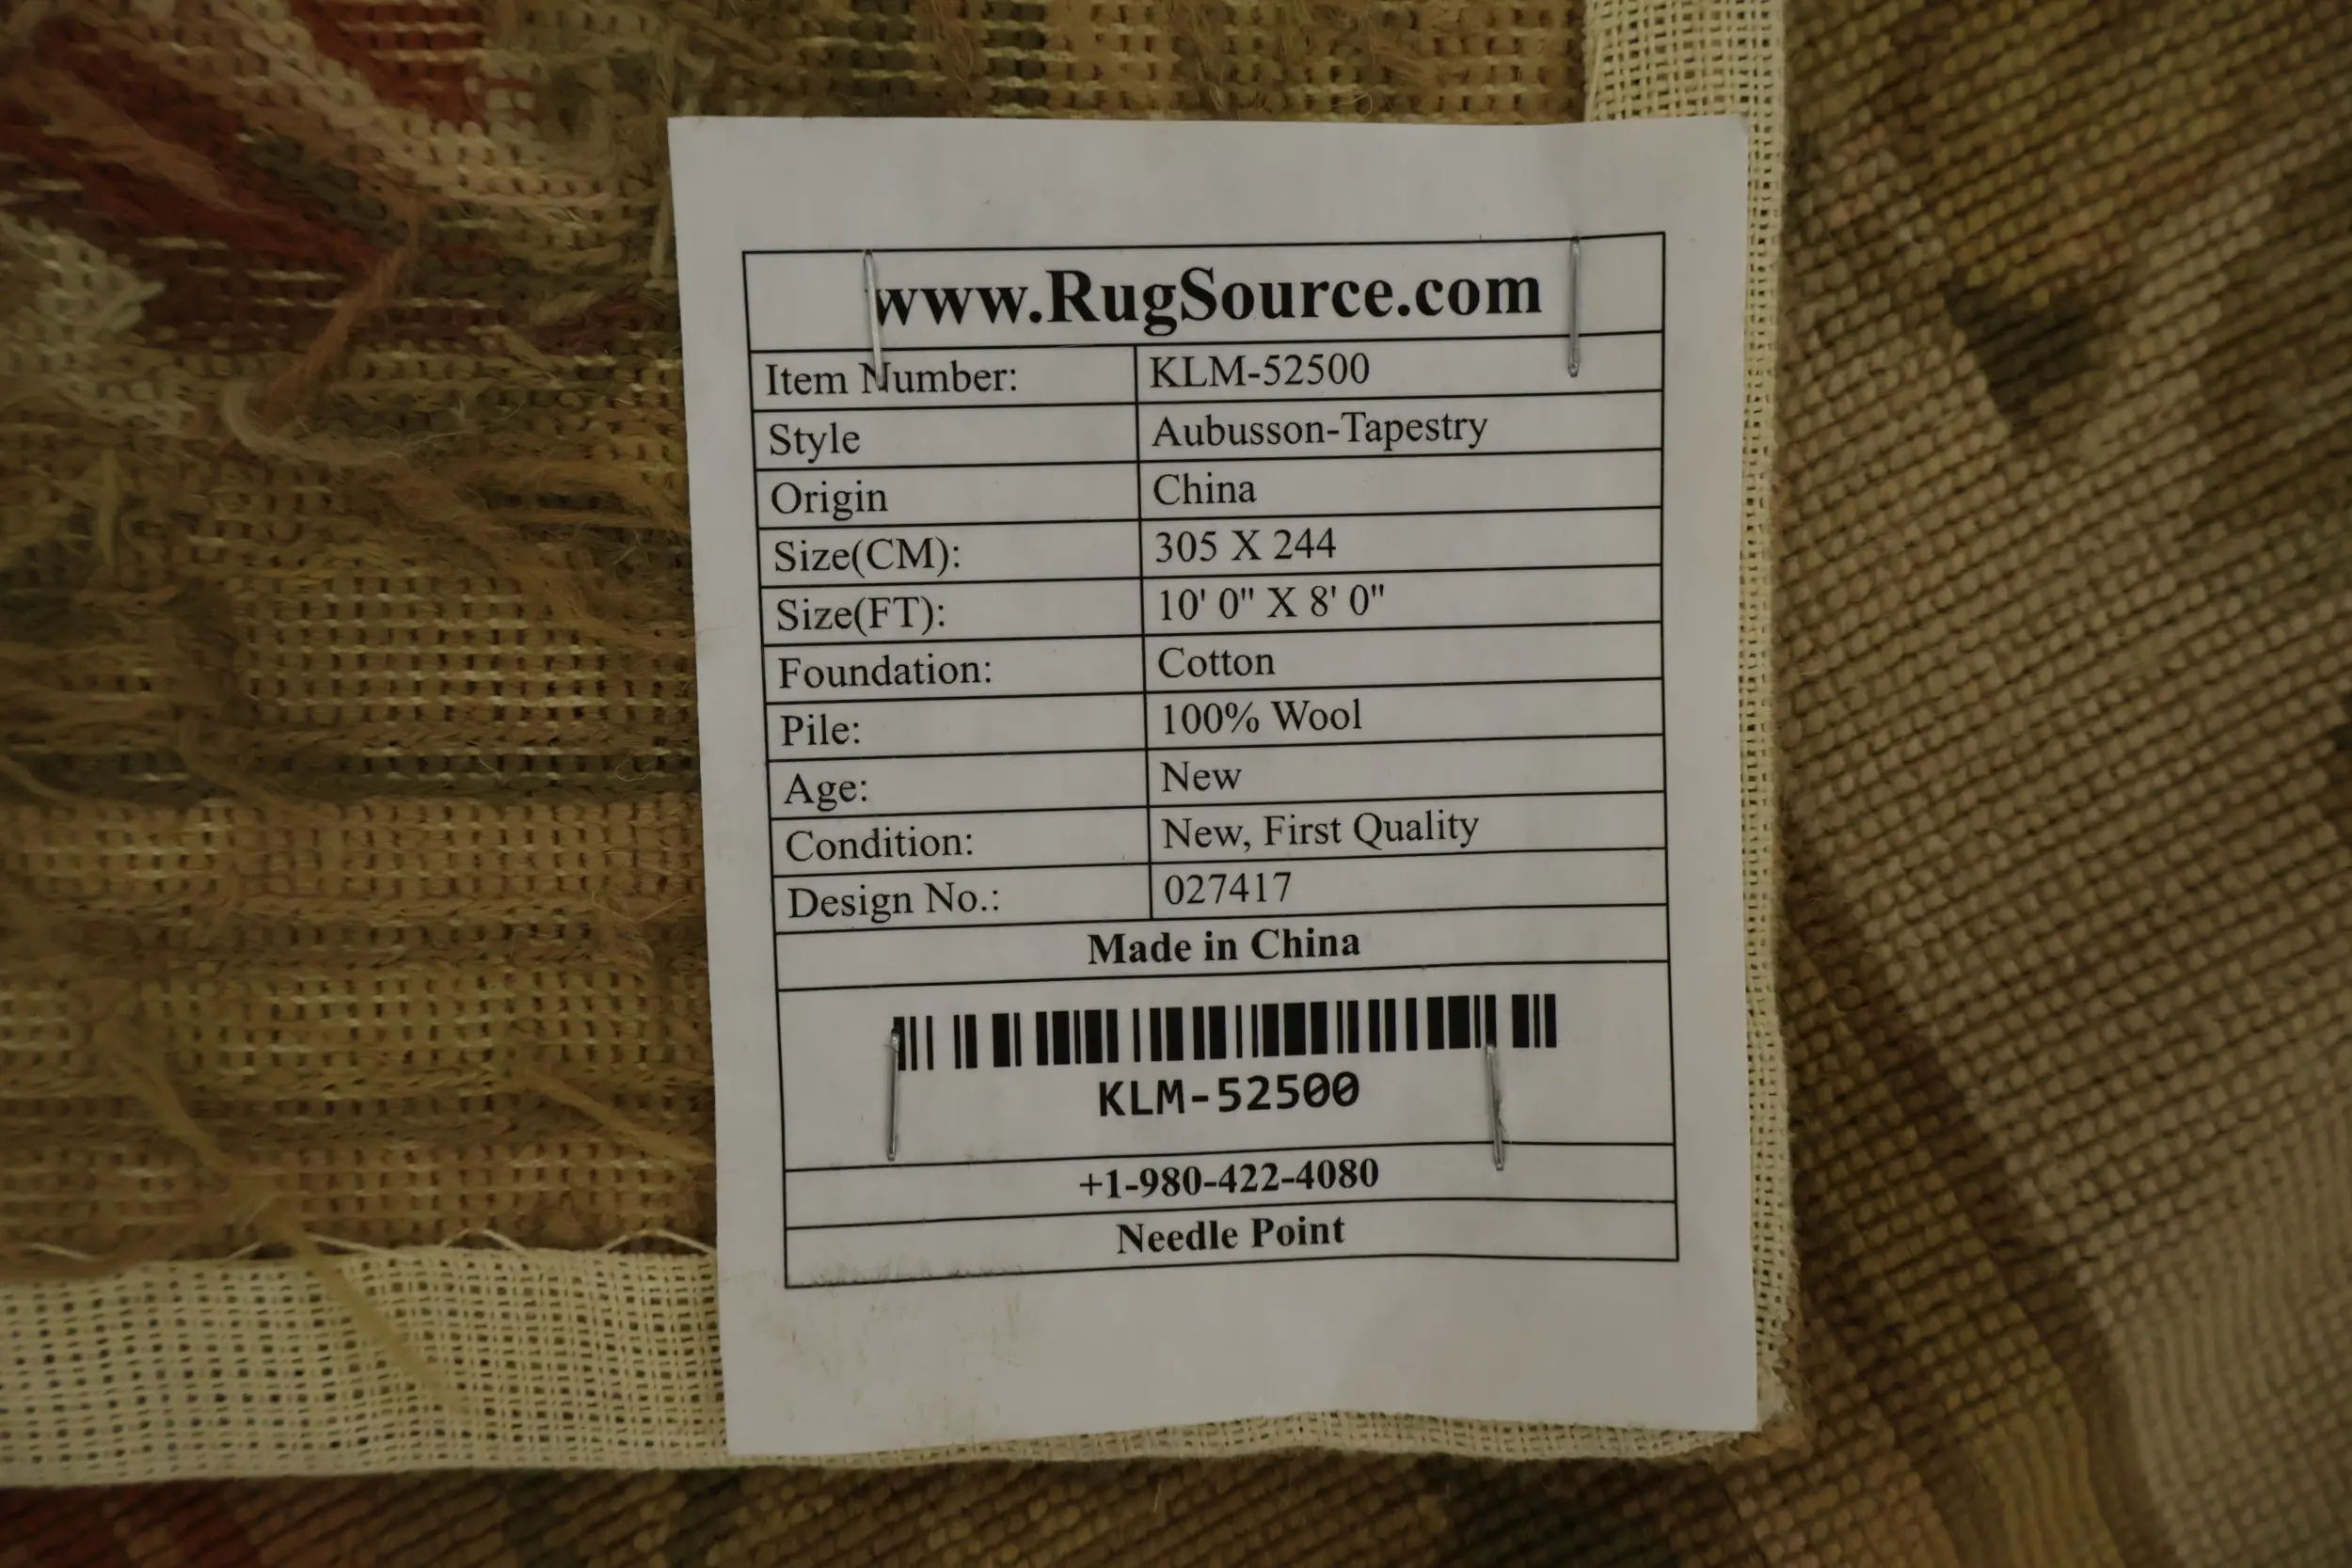 www.RugSource.com
Item Number: KLM-52500
Style Aubusson-Tapestry
Origin China
Size(CM): 305 X 244
Size(FT): 10' 0" X 8' 0"
Foundation: Cotton
Pile: 100% Wool
Age: New
Condition: New, First Quality
Design No.: 027417
Made in China
KLM-52500
+1-980-422-4080
Needle Point